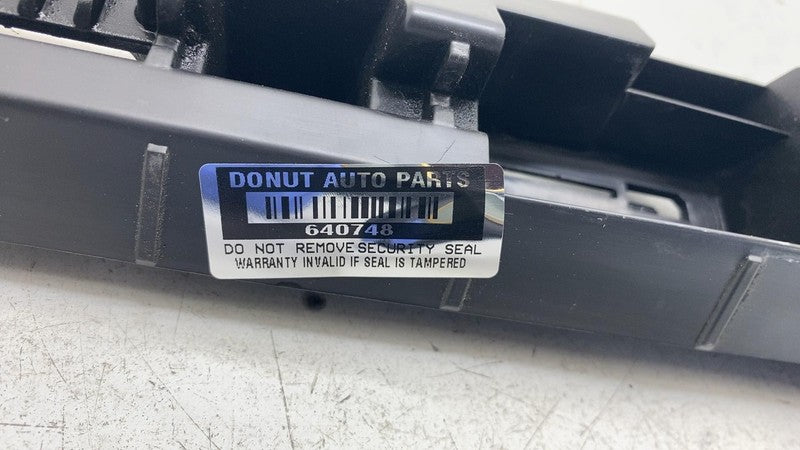 DONUT AUTO PARTS
640748
DO NOT REMOVE SECURITY SEAL
WARRANTY INVALID IF SEAL IS TAMPERED